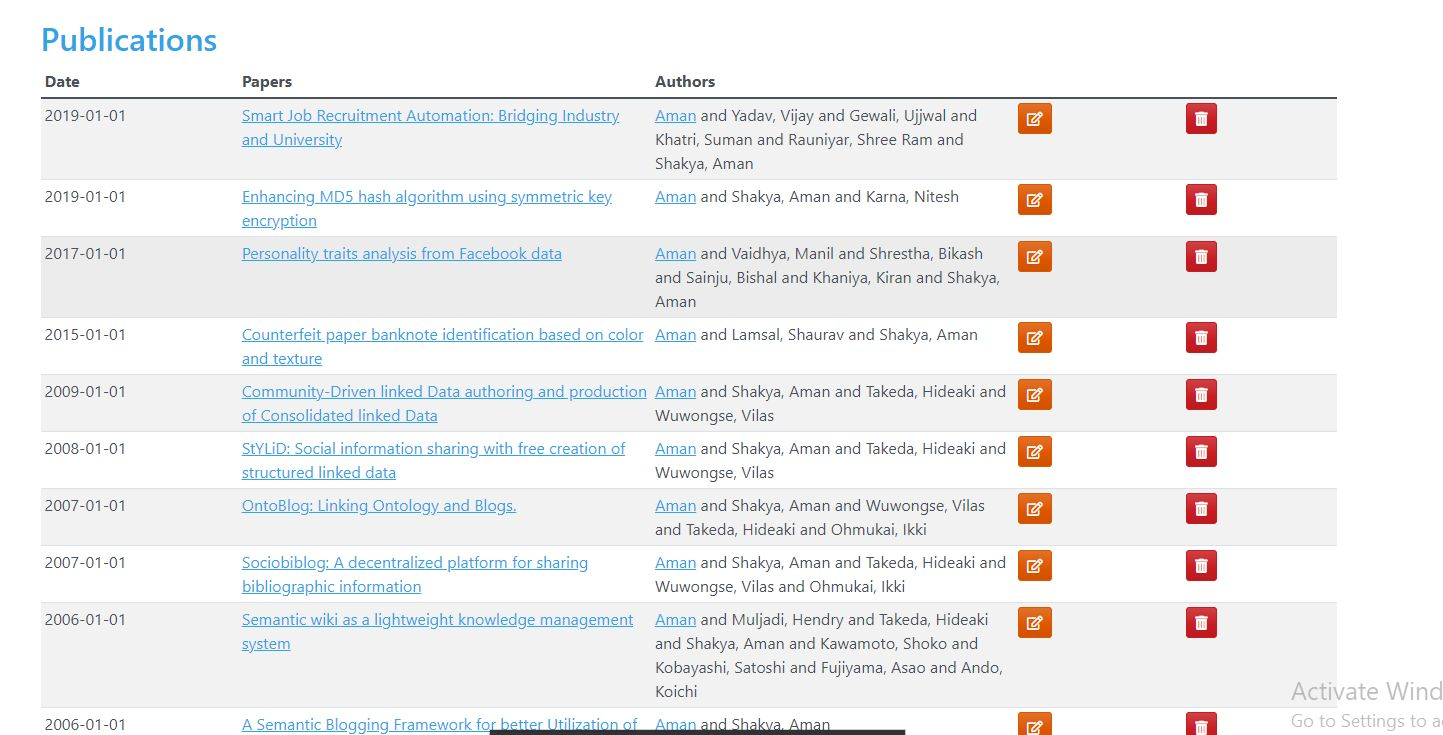 Publications
Date Papers Authors
2019-01-01 Smart Job Recruitment Automation: Bridging Industry Aman and Yadav, Vijay and Gewali, Ujjwal and
and University Khatri, Suman and Rauniyar, Shree Ram and
Shakya, Aman
2019-01-01 Enhancing MD5 hash algorithm using symmetric key Aman and Shakya, Aman and Karna, Nitesh
encryption
2017-01-01 Personality traits analysis from Facebook data Aman and Vaidhya, Manil and Shrestha, Bikash
and Sainju, Bishal and Khaniya, Kiran and Shakya,
Aman
2015-01-01 Counterfeit paper banknote identification based on color Aman and Lamsal, Shaurav and Shakya, Aman
and texture
2009-01-01 Community-Driven linked Data authoring and production Aman and Shakya, Aman and Takeda, Hideaki and
of Consolidated linked Data Wuwongse, Vilas
2008-01-01 StYLiD: Social information sharing with free creation of Aman and Shakya, Aman and Takeda, Hideaki and
structured linked data Wuwongse, Vilas
2007-01-01 OntoBlog: Linking Ontology and Blogs. Aman and Shakya, Aman and Wuwongse, Vilas
and Takeda, Hideaki and Ohmukai, Ikki
2007-01-01 Sociobiblog: A decentralized platform for sharing Aman and Shakya, Aman and Takeda, Hideaki and
bibliographic information Wuwongse, Vilas and Ohmukai, Ikki
2006-01-01 Semantic wiki as a lightweight knowledge management Aman and Muljadi, Hendry and Takeda, Hideaki
system and Shakya, Aman and Kawamoto, Shoko and
Kobayashi, Satoshi and Fujiyama, Asao and Ando,
Koichi
2006-01-01 A Semantic Blogging Framework for better Utilization of Aman and Shakya, Aman
Activate Wind
Go to Settings to a